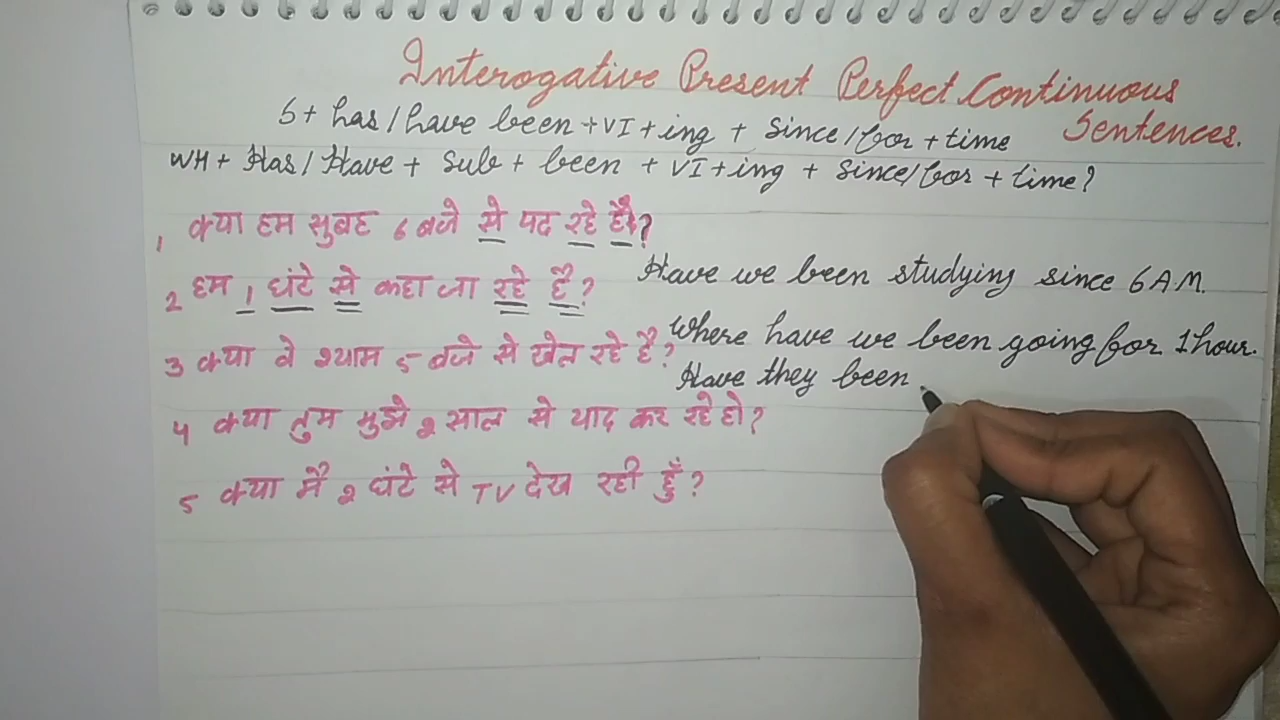 Interogative Present Perfect Continuous
Sentences.
S + has / have been + VI + ing + Since / for + time
WH + Has / Have + Sub + been + VI + ing + Since / for + time?
1 क्या हम सुबह 6 बजे से पढ रहे हैं?
Have we been studying since 6 AM.
2 हम 1 घंटे से कहा जा रहे है?
Where have we been going for 1 hour.
3 क्या वे श्याम 5 बजे से खेल रहे है?
Have they been
4 क्या तुम मुझे 2 साल से याद कर रहे हो?
5 क्या मैं 2 घंटे से TV देख रही हूँ?